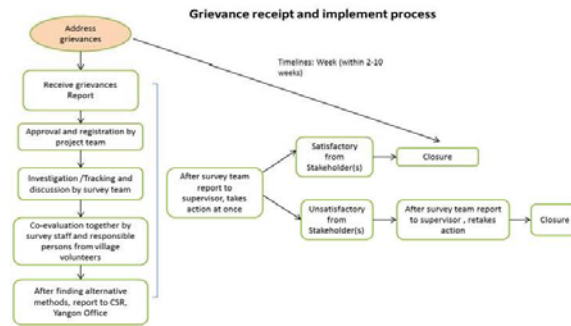 Grievance receipt and implement process
Address
grievances
Timelines: Week (within 2-10
weeks)
Receive grievances
Report
Approval and registration by
project team
Investigation /Tracking and
discussion by survey team
Co-evaluation together by
survey staff and responsible
persons from village
volunteers
After finding alternative
methods, report to CSR,
Yangon Office
After survey team
report to
supervisor, takes
action at once
Satisfactory
from
Stakeholder(s)
Closure
Unsatisfactory
from
Stakeholder(s)
After survey team report
to supervisor , retakes
action
Closure